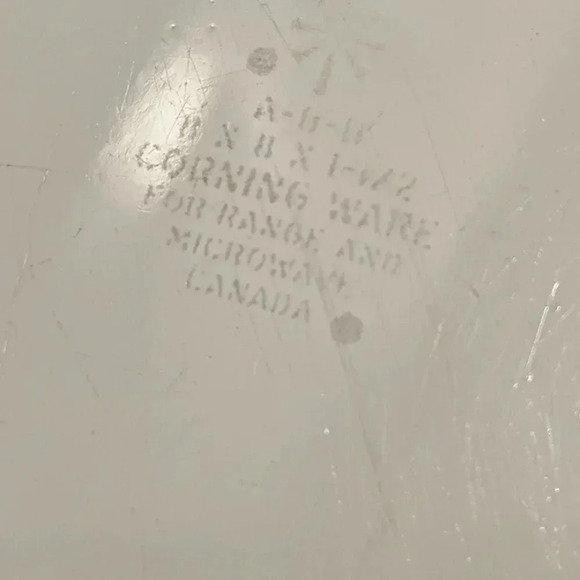 A-8-B
8 X 8 X 1-1/2
CORNING WARE
FOR RANGE AND
MICROWAVE
CANADA